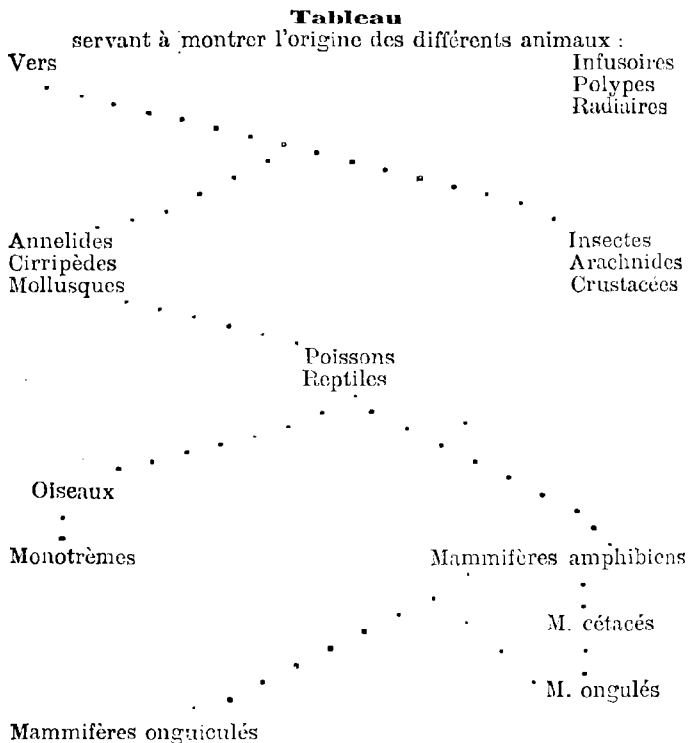 Tableau
servant à montrer l'origine des différents animaux :
Vers
Infusoires
Polypes
Radiaires
Annelides
Cirripèdes
Mollusques
Insectes
Arachnides
Crustacées
Poissons
Reptiles
Oiseaux
Monotrèmes
Mammifères amphibiens
M. cétacés
M. ongulés
Mammifères onguiculés